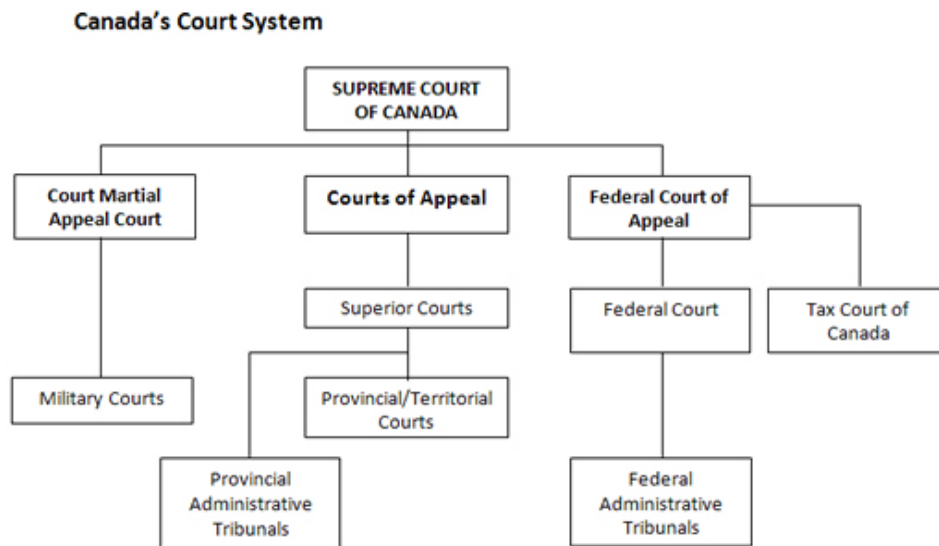 Canada's Court System
SUPREME COURT
OF CANADA
Court Martial
Appeal Court
Courts of Appeal
Federal Court of
Appeal
Superior Courts
Federal Court
Tax Court of
Canada
Military Courts
Provincial/Territorial
Courts
Provincial
Administrative
Tribunals
Federal
Administrative
Tribunals